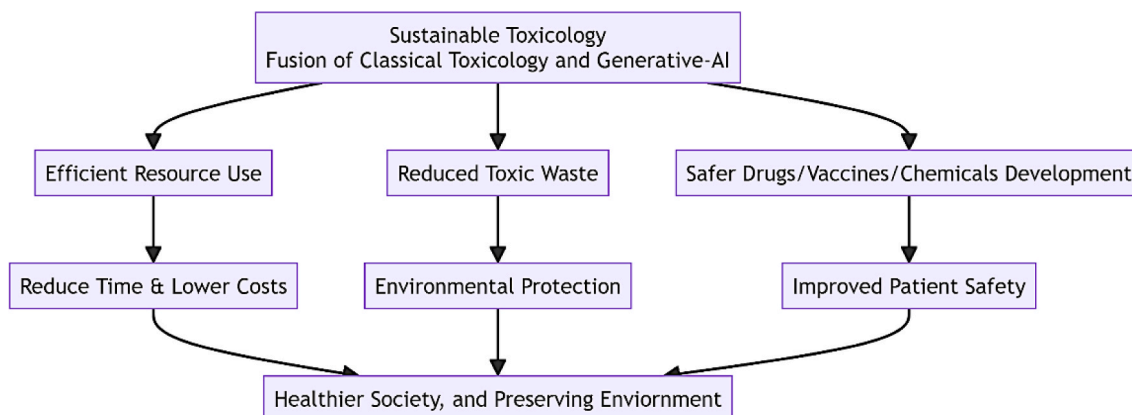 Sustainable Toxicology
Fusion of Classical Toxicology and Generative-AI
Efficient Resource Use
Reduced Toxic Waste
Safer Drugs/Vaccines/Chemicals Development
Reduce Time & Lower Costs
Environmental Protection
Improved Patient Safety
Healthier Society, and Preserving Enviornment